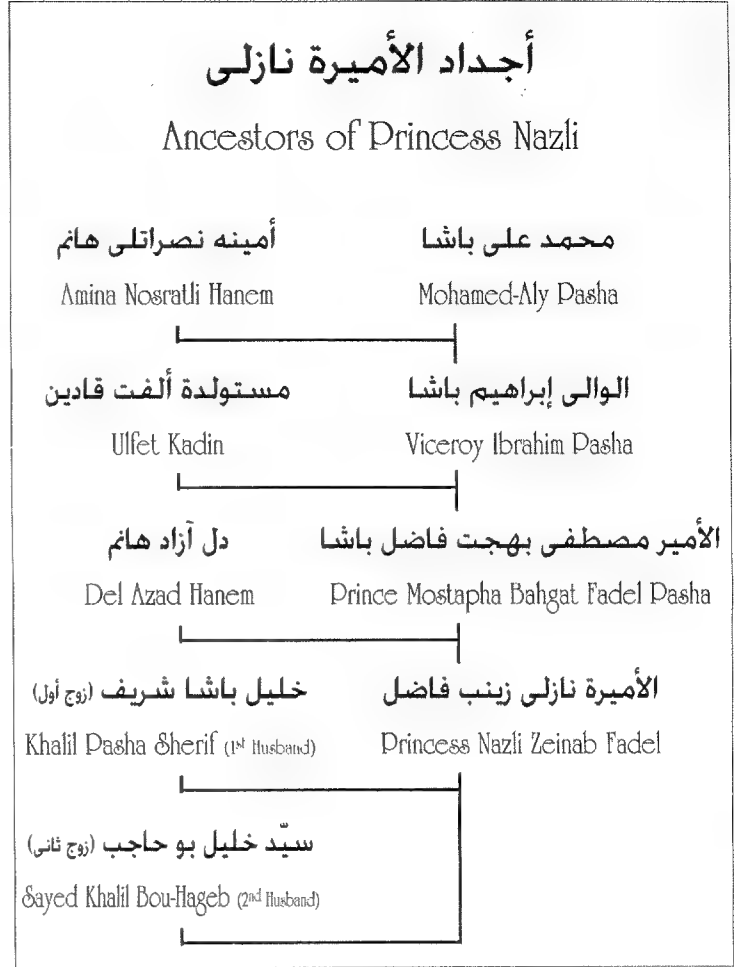 أجداد الأميرة نازلى
Ancestors of Princess Nazli
أمينه نصراتلى هانم محمد على باشا
Amina Nosratli Hanem Mohamed-Aly Pasha
مستولدة ألفت قادين الوالى إبراهيم باشا
Ulfet Kadin Viceroy Ibrahim Pasha
دل آزاد هانم الأمير مصطفى بهجت فاضل باشا
Del Azad Hanem Prince Mostapha Bahgat Fadel Pasha
خليل باشا شريف (زوج أول) الأميرة نازلى زينب فاضل
Khalil Pasha Sherif (1st Husband) Princess Nazli Zeinab Fadel
سيّد خليل بو حاجب (زوج ثانى)
Sayed Khalil Bou-Hageb (2nd Husband)